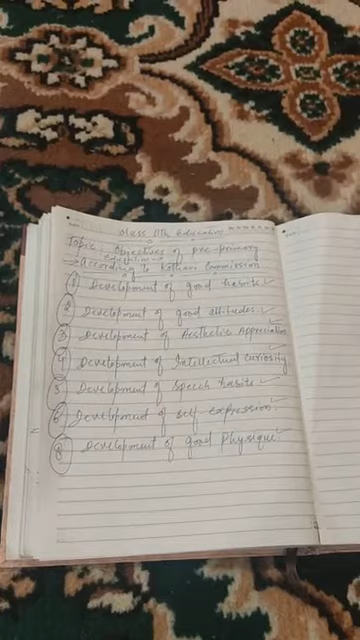 Class 11th Education
Topic Objectives of pre-primary
education
→ According to Kothari Commission
① Development of good habits ✓
② Development of good attitudes ✓
③ Development of Aesthetic Appreciation
④ Development of Intellectual Curiosity
⑤ Development of Speech habits ✓
⑥ Development of self expression ✓
⑧ Development of good Physique ✓